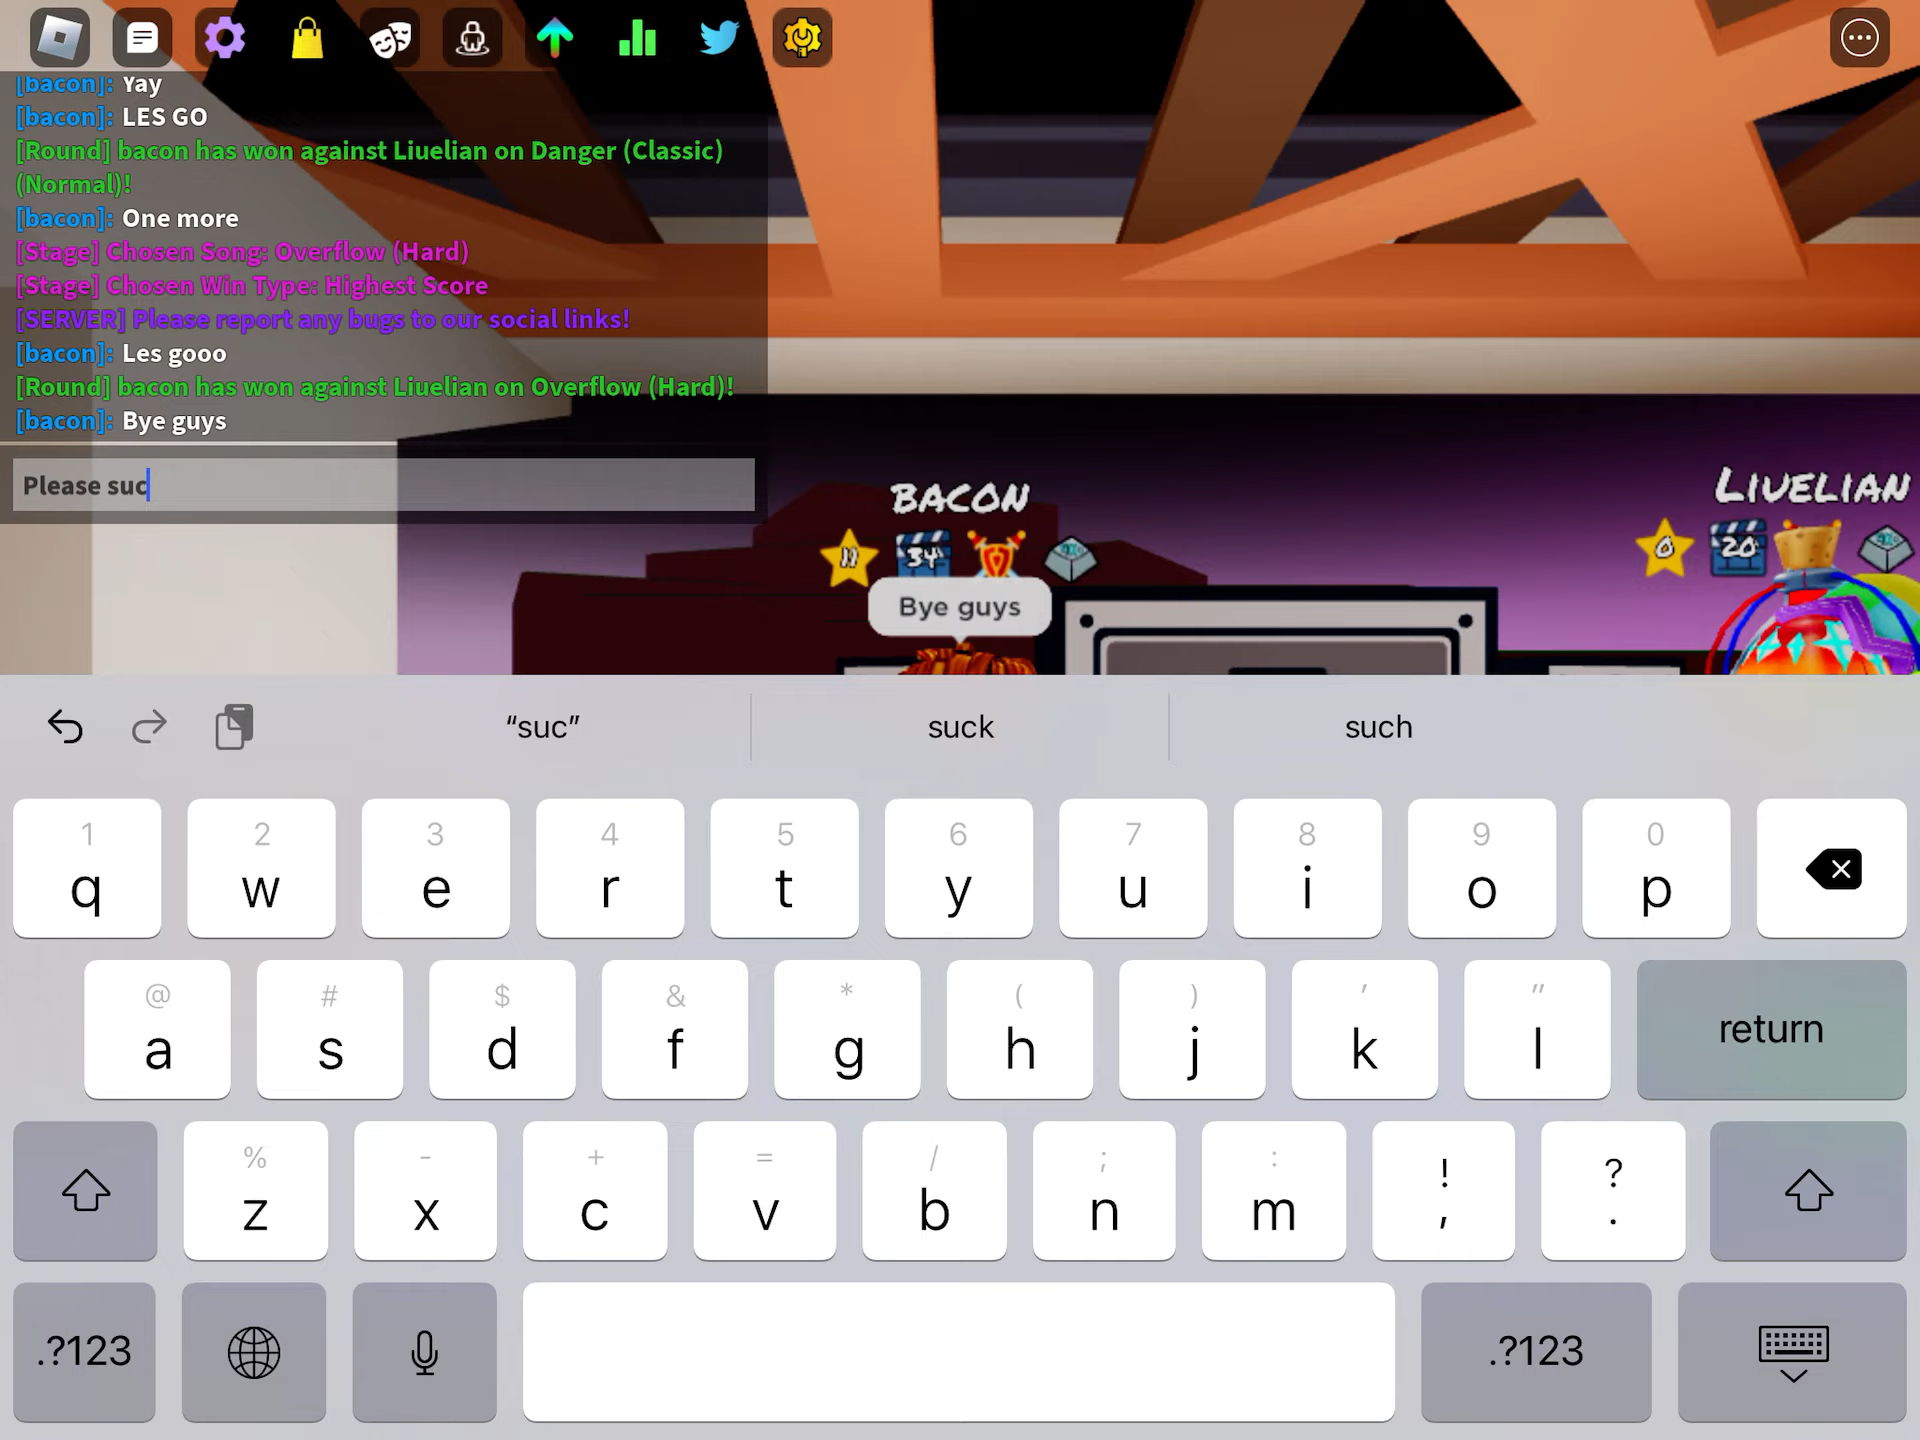 [bacon]: Yay
[bacon]: LES GO
[Round] bacon has won against Liuelian on Danger (Classic)
(Normal)!
[bacon]: One more
[Stage] Chosen Song: Overflow (Hard)
[Stage] Chosen Win Type: Highest Score
[SERVER] Please report any bugs to our social links!
[bacon]: Les gooo
[Round] bacon has won against Liuelian on Overflow (Hard)!
[bacon]: Bye guys
Please suc
BACON
LIUELIAN
11 34
0 20
Bye guys
“suc” suck such
1 2 3 4 5 6 7 8 9 0
q w e r t y u i o p
@ # $ & * ( ) ' "
a s d f g h j k l return
% - + = / ; : ! ?
z x c v b n m , .
.?123 .?123